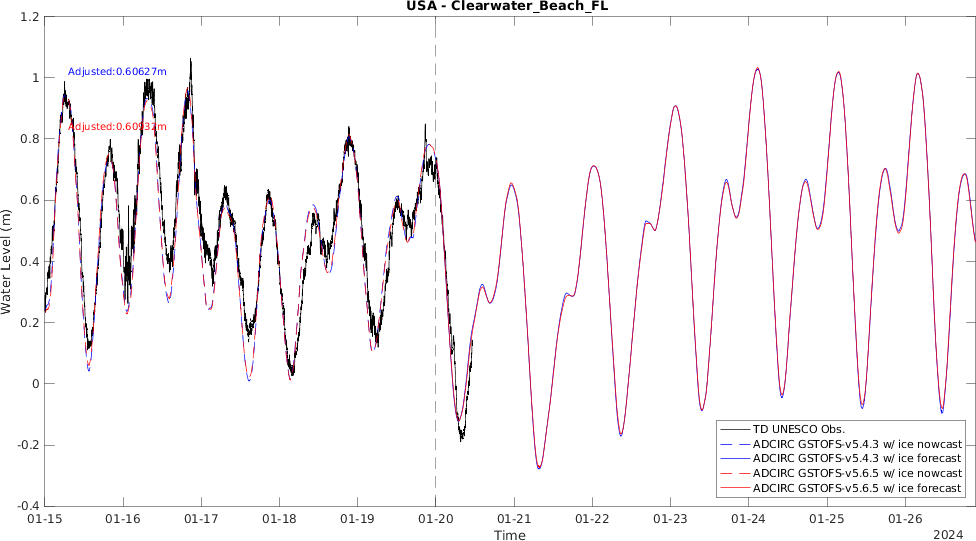 USA - Clearwater_Beach_FL
1.2
1
0.8
0.6
0.4
0.2
0
-0.2
-0.4
Water Level (m)
Adjusted:0.60627m
Adjusted:0.60932m
TD UNESCO Obs.
ADCIRC GSTOFS-v5.4.3 w/ ice nowcast
ADCIRC GSTOFS-v5.4.3 w/ ice forecast
ADCIRC GSTOFS-v5.6.5 w/ ice nowcast
ADCIRC GSTOFS-v5.6.5 w/ ice forecast
01-15 01-16 01-17 01-18 01-19 01-20 01-21 01-22 01-23 01-24 01-25 01-26
Time
2024